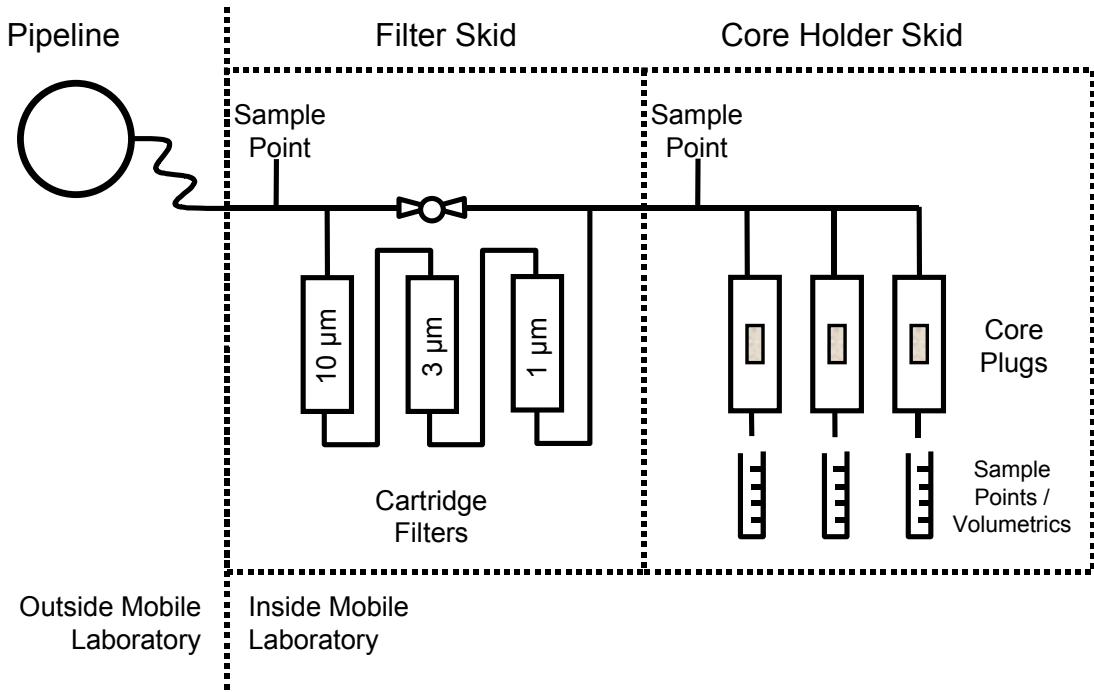 Pipeline
Filter Skid
Core Holder Skid
Sample
Point
Sample
Point
10 µm
3 µm
1 µm
Core
Plugs
Cartridge
Filters
Sample
Points /
Volumetrics
Outside Mobile
Laboratory
Inside Mobile
Laboratory